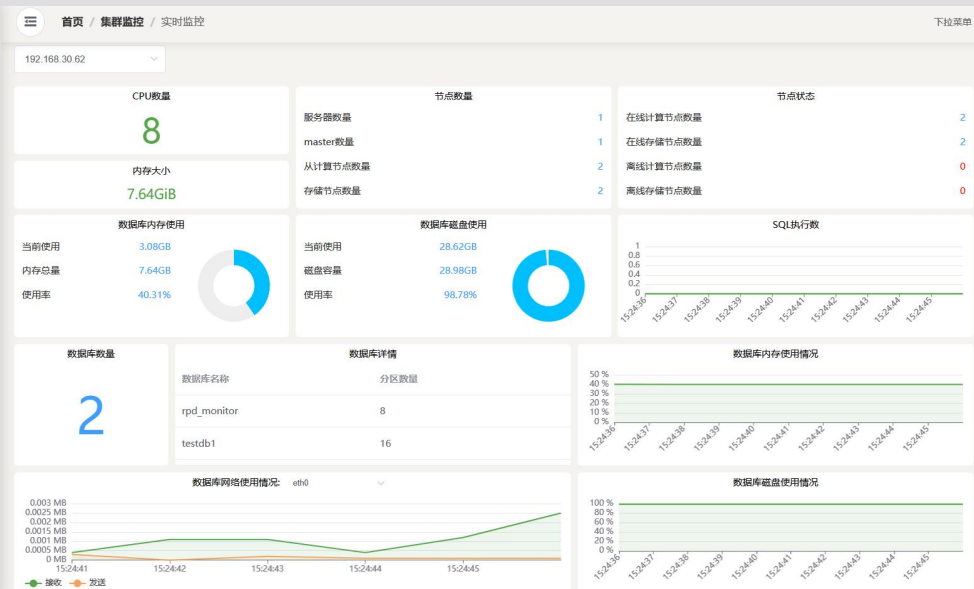 首页 / 集群监控 / 实时监控
下拉菜单
192.168.30.62
CPU数量
8
内存大小
7.64GiB
节点数量
服务器数量 1
master数量 1
从计算节点数量 2
存储节点数量 2
节点状态
在线计算节点数量 2
在线存储节点数量 2
离线计算节点数量 0
离线存储节点数量 0
数据库内存使用
当前使用 3.08GB
内存总量 7.64GB
使用率 40.31%
数据库磁盘使用
当前使用 28.62GB
磁盘容量 28.98GB
使用率 98.78%
SQL执行数
1
0.8
0.6
0.4
0.2
0
15:24:36 15:24:37 15:24:38 15:24:39 15:24:40 15:24:41 15:24:42 15:24:43 15:24:44 15:24:45
数据库数量
2
数据库详情
数据库名称 分区数量
rpd_monitor 8
testdb1 16
数据库内存使用情况
50 %
40 %
30 %
20 %
10 %
0 %
15:24:36 15:24:37 15:24:38 15:24:39 15:24:40 15:24:41 15:24:42 15:24:43 15:24:44 15:24:45
数据库网络使用情况: eth0
0.003 MB
0.0025 MB
0.002 MB
0.0015 MB
0.001 MB
0.0005 MB
0 MB
15:24:41 15:24:42 15:24:43 15:24:44 15:24:45
接收 发送
数据库磁盘使用情况
100 %
80 %
60 %
40 %
20 %
0 %
15:24:36 15:24:37 15:24:38 15:24:39 15:24:40 15:24:41 15:24:42 15:24:43 15:24:44 15:24:45